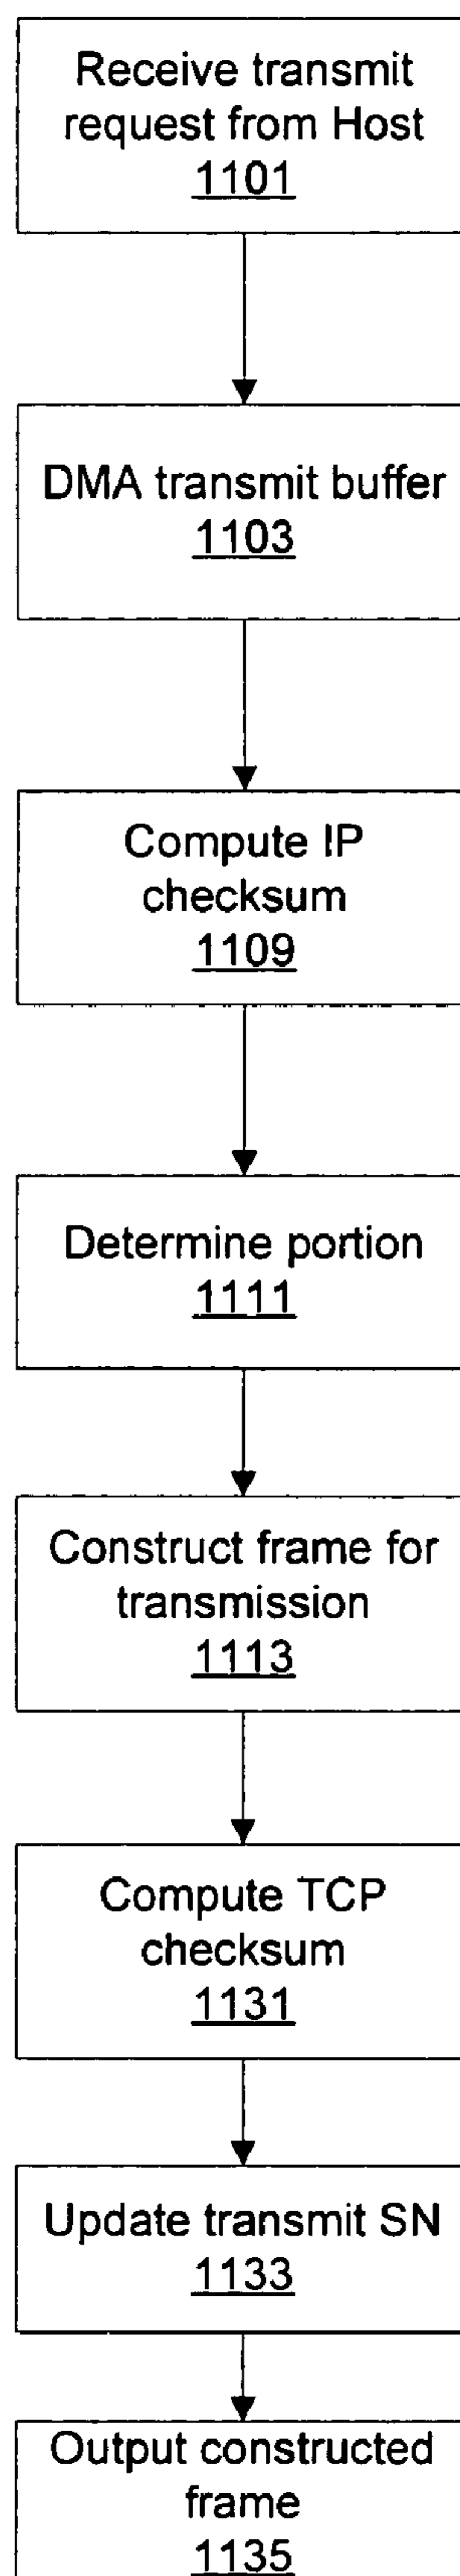 Receive transmit
request from Host
1101
DMA transmit buffer
1103
Compute IP
checksum
1109
Determine portion
1111
Construct frame for
transmission
1113
Compute TCP
checksum
1131
Update transmit SN
1133
Output constructed
frame
1135